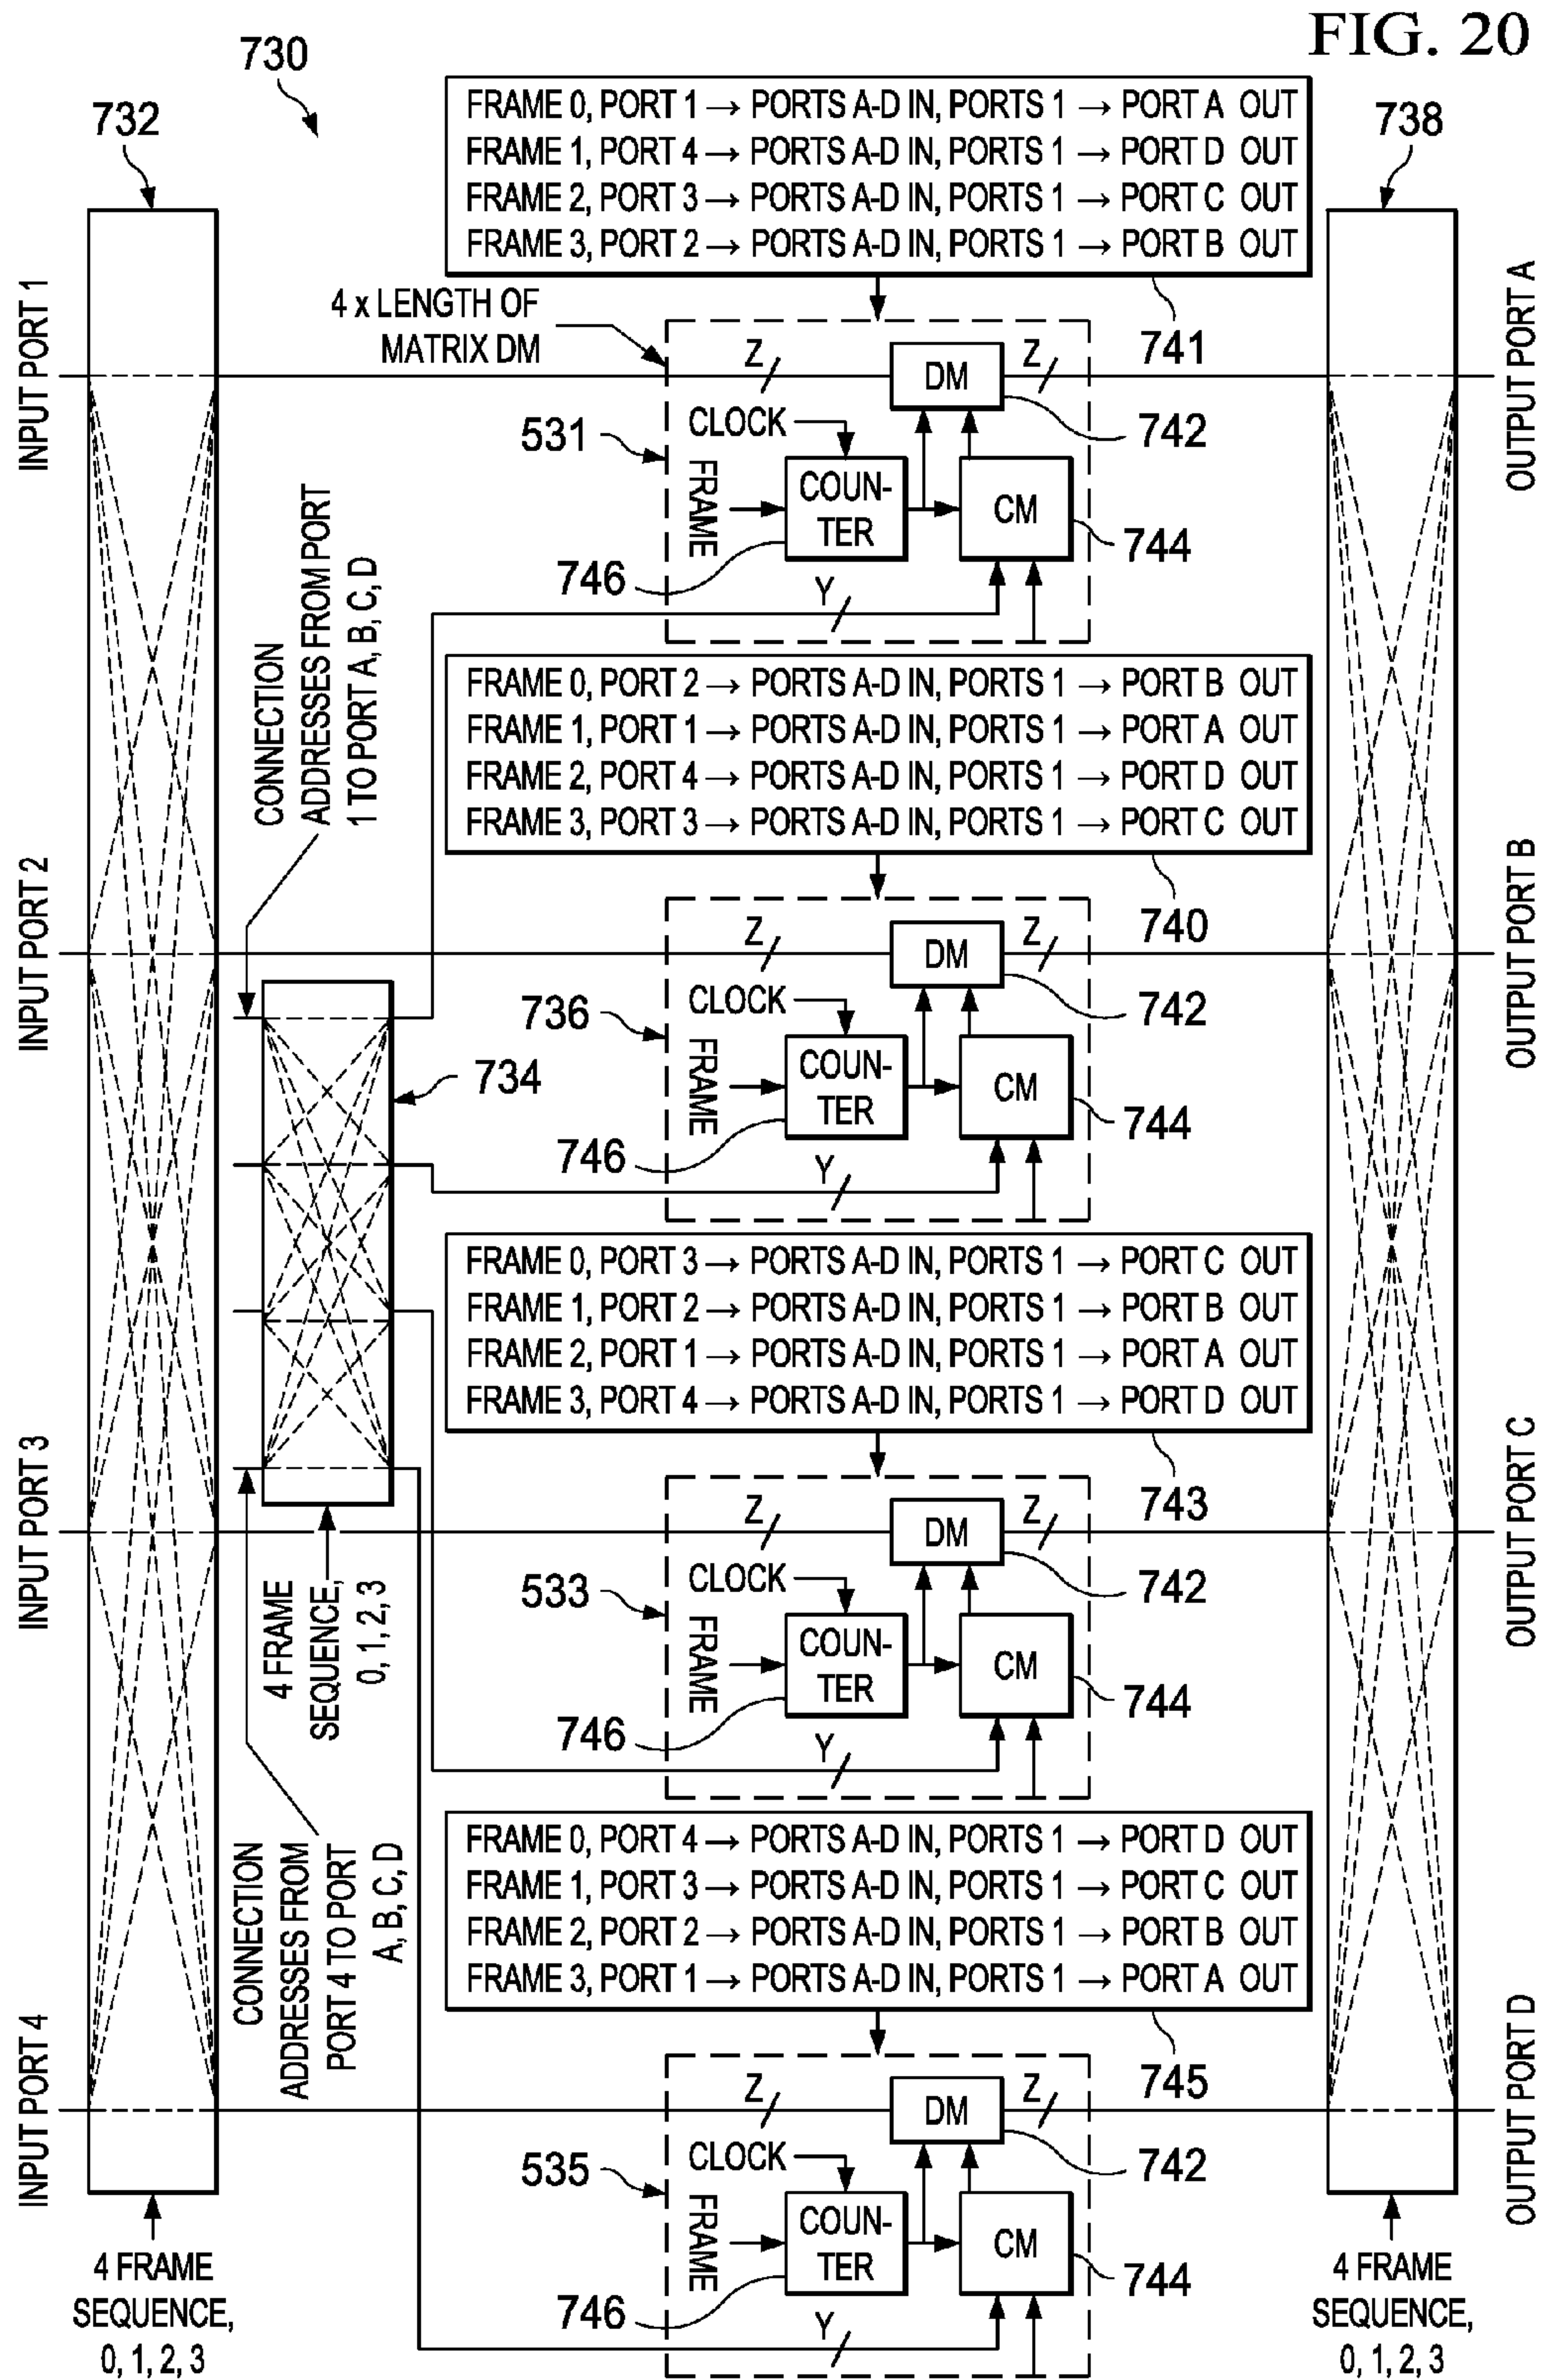 FIG. 20
730
732
738
FRAME 0, PORT 1 → PORTS A-D IN, PORTS 1 → PORT A OUT
FRAME 1, PORT 4 → PORTS A-D IN, PORTS 1 → PORT D OUT
FRAME 2, PORT 3 → PORTS A-D IN, PORTS 1 → PORT C OUT
FRAME 3, PORT 2 → PORTS A-D IN, PORTS 1 → PORT B OUT
741
INPUT PORT 1
4 x LENGTH OF
MATRIX DM
Z
DM
Z
742
OUTPUT PORT A
531
CLOCK
FRAME
COUN-
TER
CM
744
746
Y
CONNECTION
ADDRESSES FROM PORT
1 TO PORT A, B, C, D
FRAME 0, PORT 2 → PORTS A-D IN, PORTS 1 → PORT B OUT
FRAME 1, PORT 1 → PORTS A-D IN, PORTS 1 → PORT A OUT
FRAME 2, PORT 4 → PORTS A-D IN, PORTS 1 → PORT D OUT
FRAME 3, PORT 3 → PORTS A-D IN, PORTS 1 → PORT C OUT
740
INPUT PORT 2
Z
DM
Z
742
OUTPUT PORT B
736
CLOCK
FRAME
COUN-
TER
CM
744
746
Y
734
FRAME 0, PORT 3 → PORTS A-D IN, PORTS 1 → PORT C OUT
FRAME 1, PORT 2 → PORTS A-D IN, PORTS 1 → PORT B OUT
FRAME 2, PORT 1 → PORTS A-D IN, PORTS 1 → PORT A OUT
FRAME 3, PORT 4 → PORTS A-D IN, PORTS 1 → PORT D OUT
743
INPUT PORT 3
Z
DM
Z
742
OUTPUT PORT C
533
CLOCK
FRAME
COUN-
TER
CM
744
746
Y
4 FRAME
SEQUENCE,
0, 1, 2, 3
CONNECTION
ADDRESSES FROM
PORT 4 TO PORT
A, B, C, D
FRAME 0, PORT 4 → PORTS A-D IN, PORTS 1 → PORT D OUT
FRAME 1, PORT 3 → PORTS A-D IN, PORTS 1 → PORT C OUT
FRAME 2, PORT 2 → PORTS A-D IN, PORTS 1 → PORT B OUT
FRAME 3, PORT 1 → PORTS A-D IN, PORTS 1 → PORT A OUT
745
INPUT PORT 4
Z
DM
Z
742
OUTPUT PORT D
535
CLOCK
FRAME
COUN-
TER
CM
744
746
Y
4 FRAME
SEQUENCE,
0, 1, 2, 3
4 FRAME
SEQUENCE,
0, 1, 2, 3